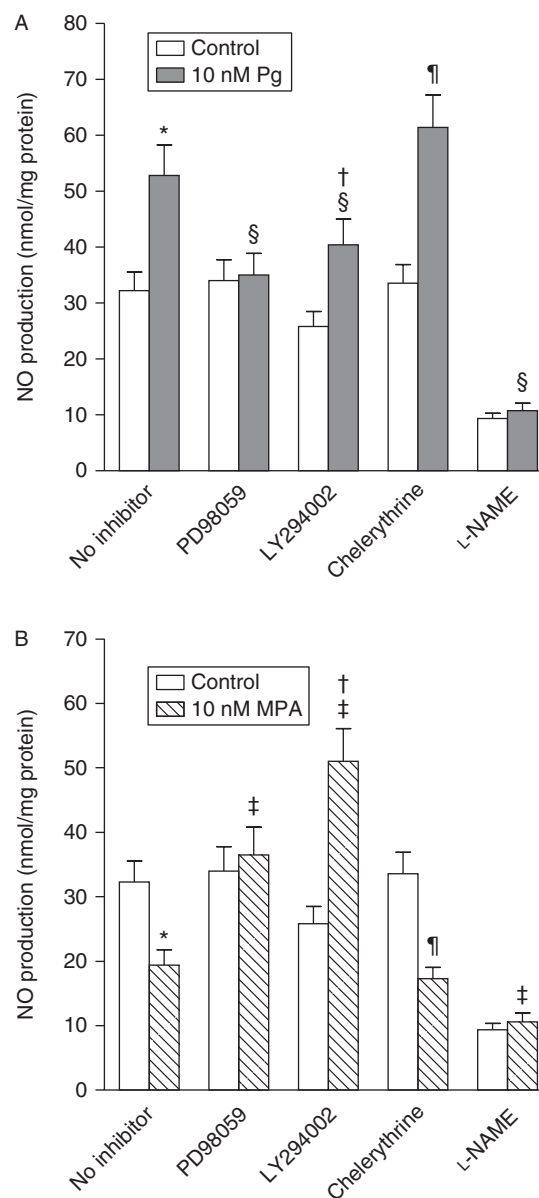 A
NO production (nmol/mg protein)
80
70
60
50
40
30
20
10
0
Control
10 nM Pg
*
§
†
§
¶
§
No inhibitor
PD98059
LY294002
Chelerythrine
L-NAME
B
NO production (nmol/mg protein)
70
60
50
40
30
20
10
0
Control
10 nM MPA
*
‡
†
‡
¶
‡
No inhibitor
PD98059
LY294002
Chelerythrine
L-NAME